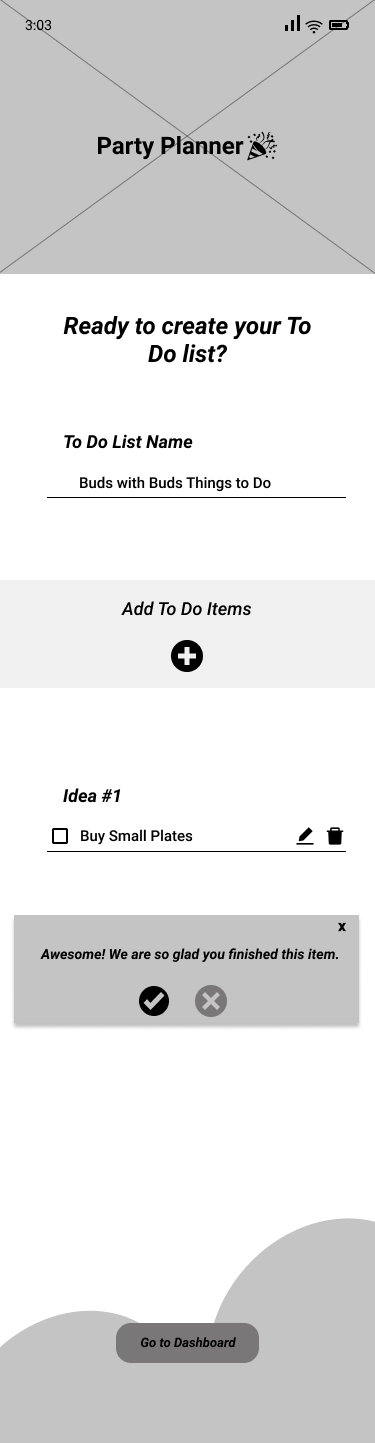 3:03
Party Planner
Ready to create your To
Do list?
To Do List Name
Buds with Buds Things to Do
Add To Do Items
Idea #1
Buy Small Plates
x
Awesome! We are so glad you finished this item.
Go to Dashboard